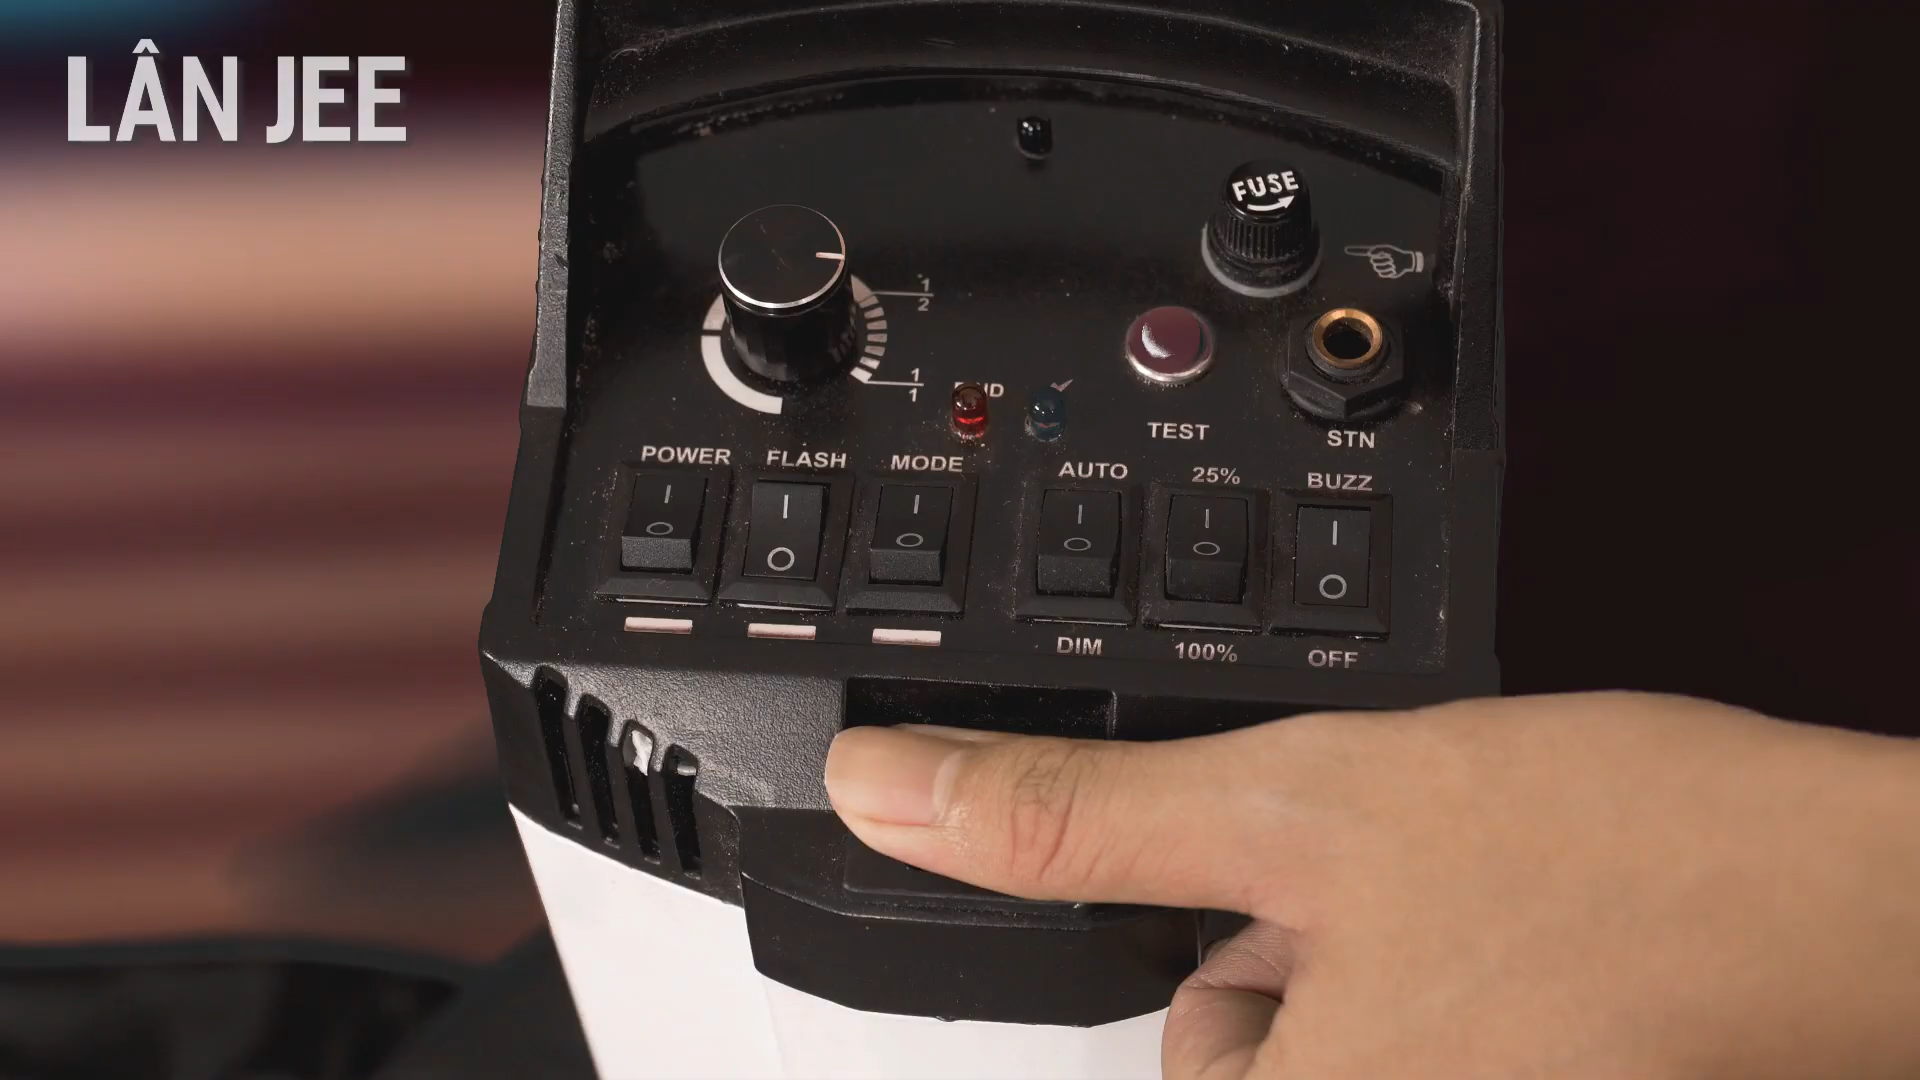 LÂN JEE
FUSE
1
2
1
1
TEST
STN
POWER
FLASH
MODE
AUTO
25%
BUZZ
DIM
100%
OFF